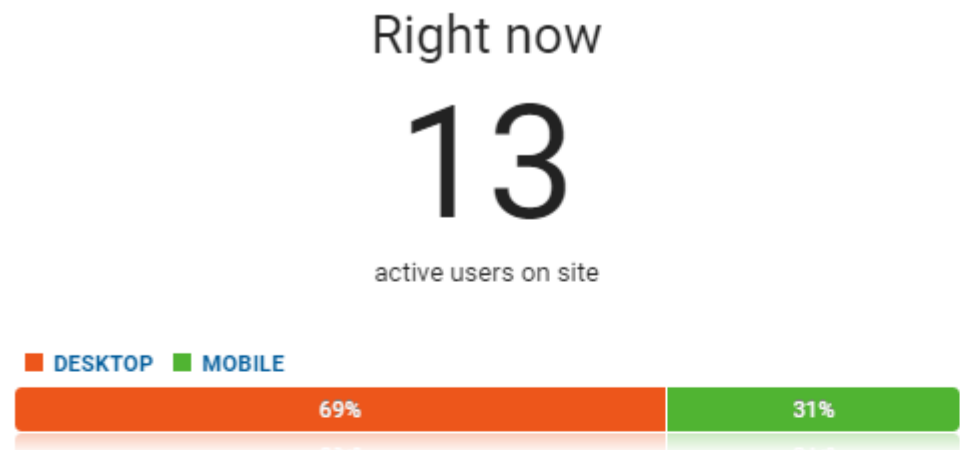 Right now
13
active users on site
DESKTOP MOBILE
69% 31%